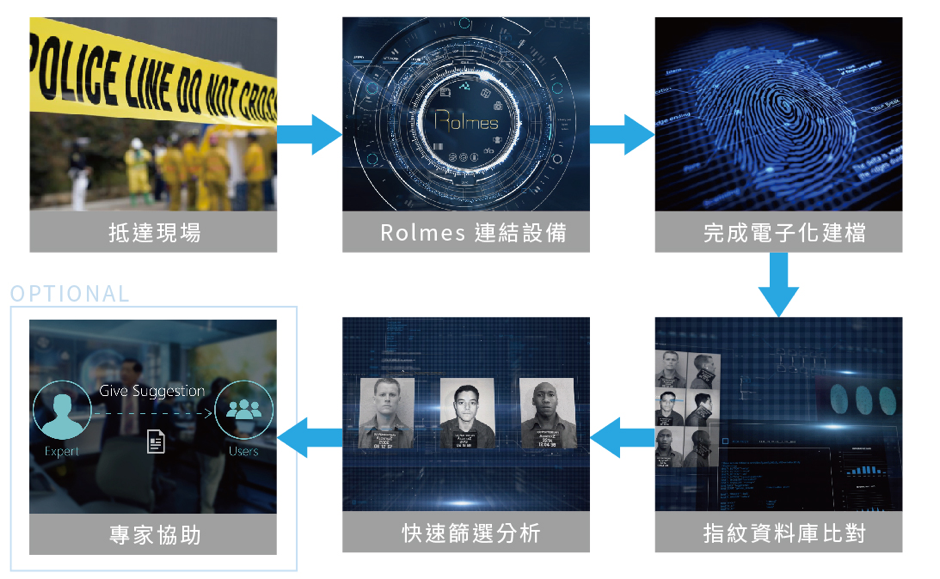 POLICE LINE DO NOT CROSS
抵達現場
Rolmes
Rolmes 連結設備
完成電子化建檔
OPTIONAL
Give Suggestion
Expert
Users
專家協助
快速篩選分析
指紋資料庫比對